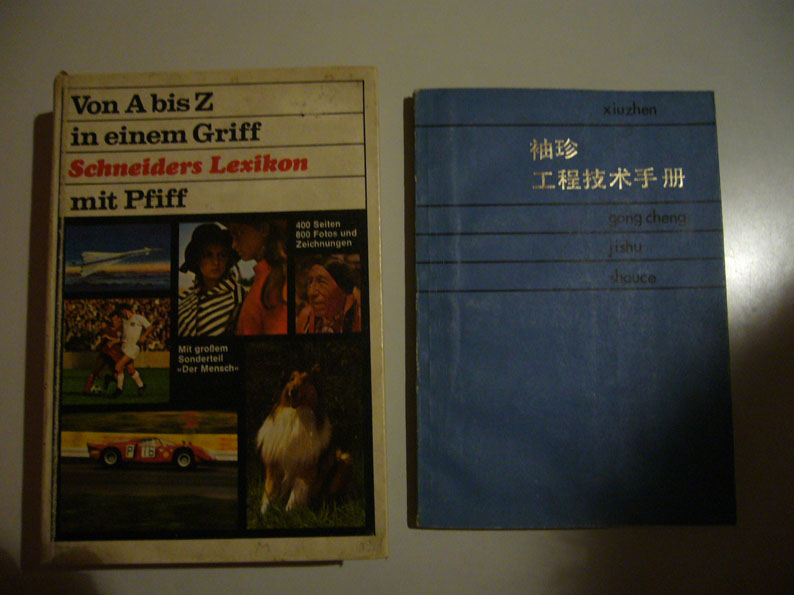 Von A bis Z
in einem Griff
Schneiders Lexikon
mit Pfiff
400 Seiten
800 Fotos und
Zeichnungen
Mit großem
Sonderteil
»Der Mensch«
xiuzhen
袖珍
工程技术手册
gong cheng
jishu
shouce